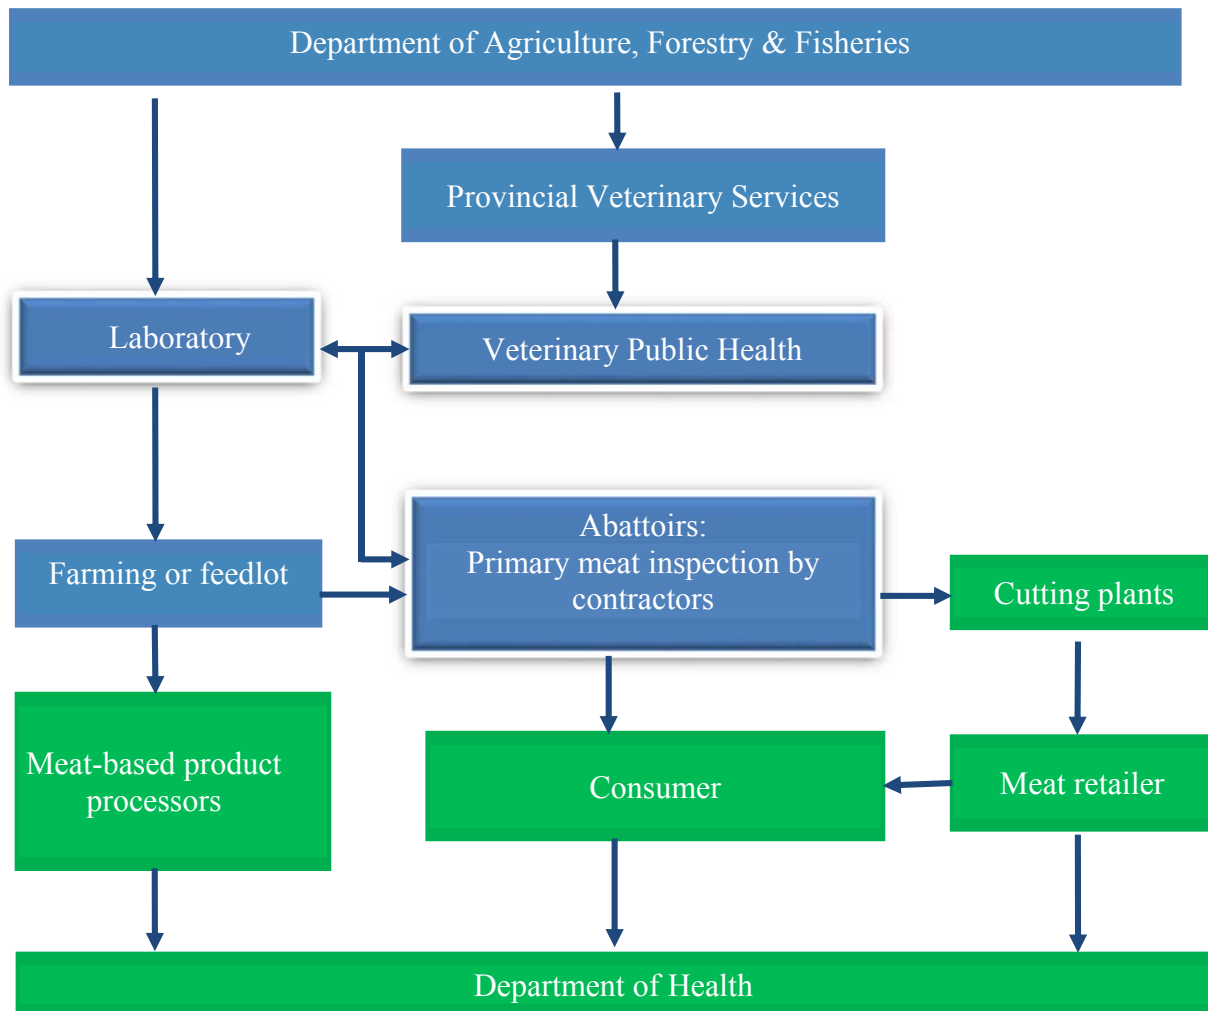 Department of Agriculture, Forestry & Fisheries
Provincial Veterinary Services
Laboratory
Veterinary Public Health
Abattoirs:
Primary meat inspection by
contractors
Farming or feedlot
Cutting plants
Meat-based product
processors
Consumer
Meat retailer
Department of Health